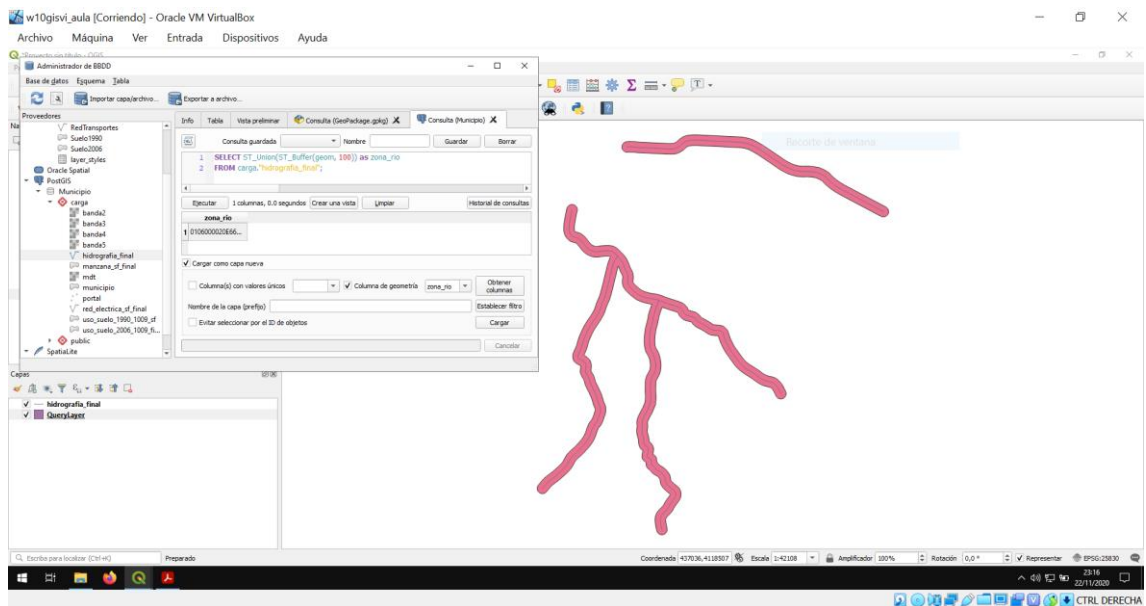 w10gisvi_aula [Corriendo] - Oracle VM VirtualBox
Archivo Máquina Ver Entrada Dispositivos Ayuda
Administrador de BBDD
Base de datos Esquema Tabla
Importar capa/archivo... Exportar a archivo...
Proveedores
RedTransportes
Suelo1990
Suelo2006
layer_styles
Oracle Spatial
PostGIS
Municipio
carga
banda2
banda3
banda4
banda5
hidrografia_final
manzana_sf_final
mdt
municipio
portal
red_electrica_sf_final
uso_suelo_1990_1009_sf
uso_suelo_2006_1009_fi...
public
SpatiaLite
Info Tabla Vista preliminar Consulta (GeoPackage.gpkg) Consulta (Municipio)
Consulta guardada Nombre Guardar Borrar
1 SELECT ST_Union(ST_Buffer(geom, 100)) as zona_rio
2 FROM carga."hidrografia_final";
Ejecutar 1 columnas, 0.0 segundos Crear una vista Limpiar Historial de consultas
zona_rio
1 0106000020E66...
Cargar como capa nueva
Columna(s) con valores únicos Columna de geometría zona_rio Obtener columnas
Nombre de la capa (prefijo) Establecer filtro
Evitar seleccionar por el ID de objetos Cargar
Cancelar
Recorte de ventana
Capas
hidrografia_final
QueryLayer
Escriba para localizar (Ctrl+K) Preparado Coordenada 437036,4118507 Escala 1:42108 Amplificador 100% Rotación 0,0 ° Representar EPSG:25830
23:16
22/11/2020
CTRL DERECHA